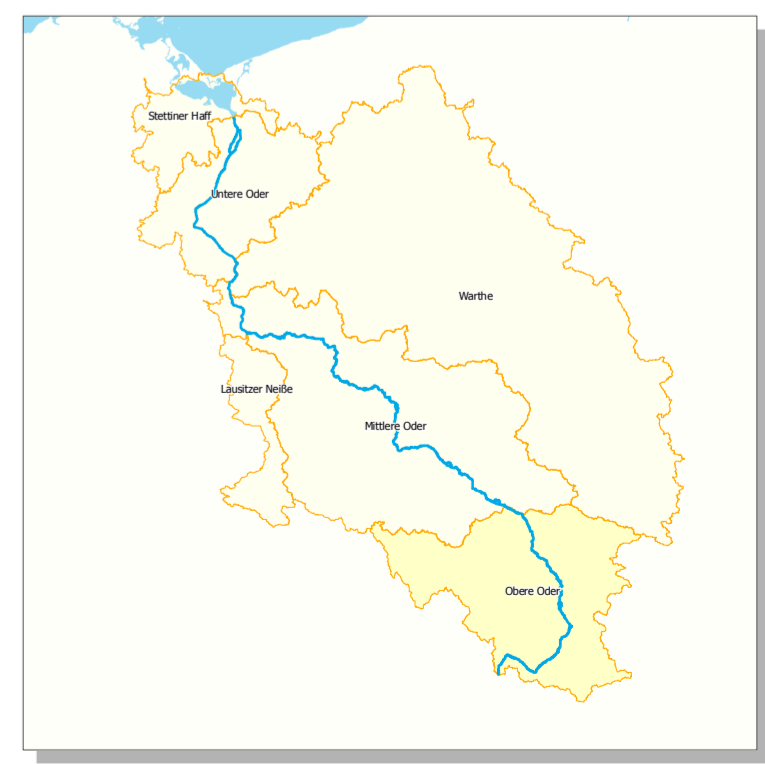 Stettiner Haff
Untere Oder
Warthe
Lausitzer Neiße
Mittlere Oder
Obere Oder